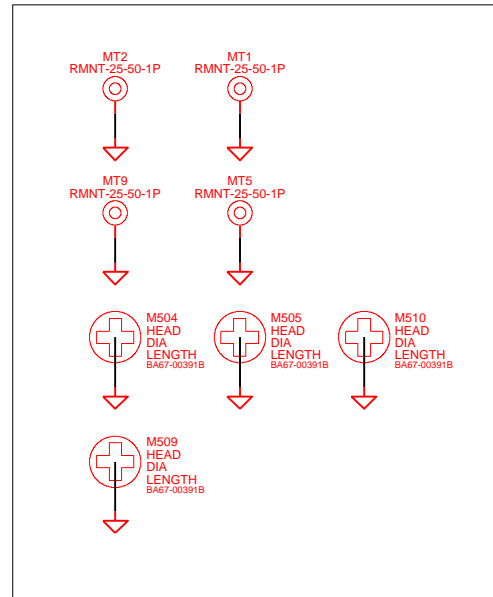 MT2
RMNT-25-50-1P
MT1
RMNT-25-50-1P
MT9
RMNT-25-50-1P
MT5
RMNT-25-50-1P
M504
HEAD
DIA
LENGTH
BA67-00391B
M505
HEAD
DIA
LENGTH
BA67-00391B
M510
HEAD
DIA
LENGTH
BA67-00391B
M509
HEAD
DIA
LENGTH
BA67-00391B